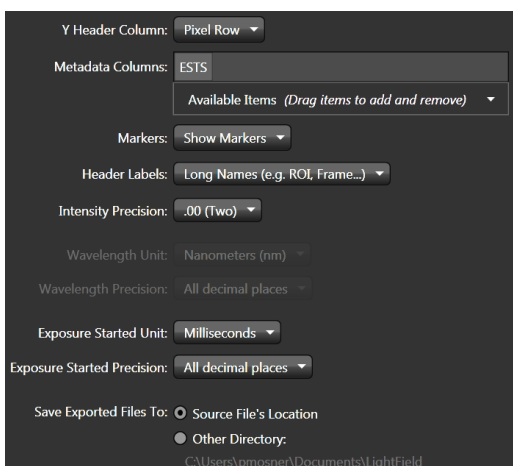 Y Header Column: Pixel Row
Metadata Columns: ESTS
Available Items (Drag items to add and remove)
Markers: Show Markers
Header Labels: Long Names (e.g. ROI, Frame...)
Intensity Precision: .00 (Two)
Wavelength Unit: Nanometers (nm)
Wavelength Precision: All decimal places
Exposure Started Unit: Milliseconds
Exposure Started Precision: All decimal places
Save Exported Files To: Source File's Location
Other Directory:
C:\Users\pmosner\Documents\LightField